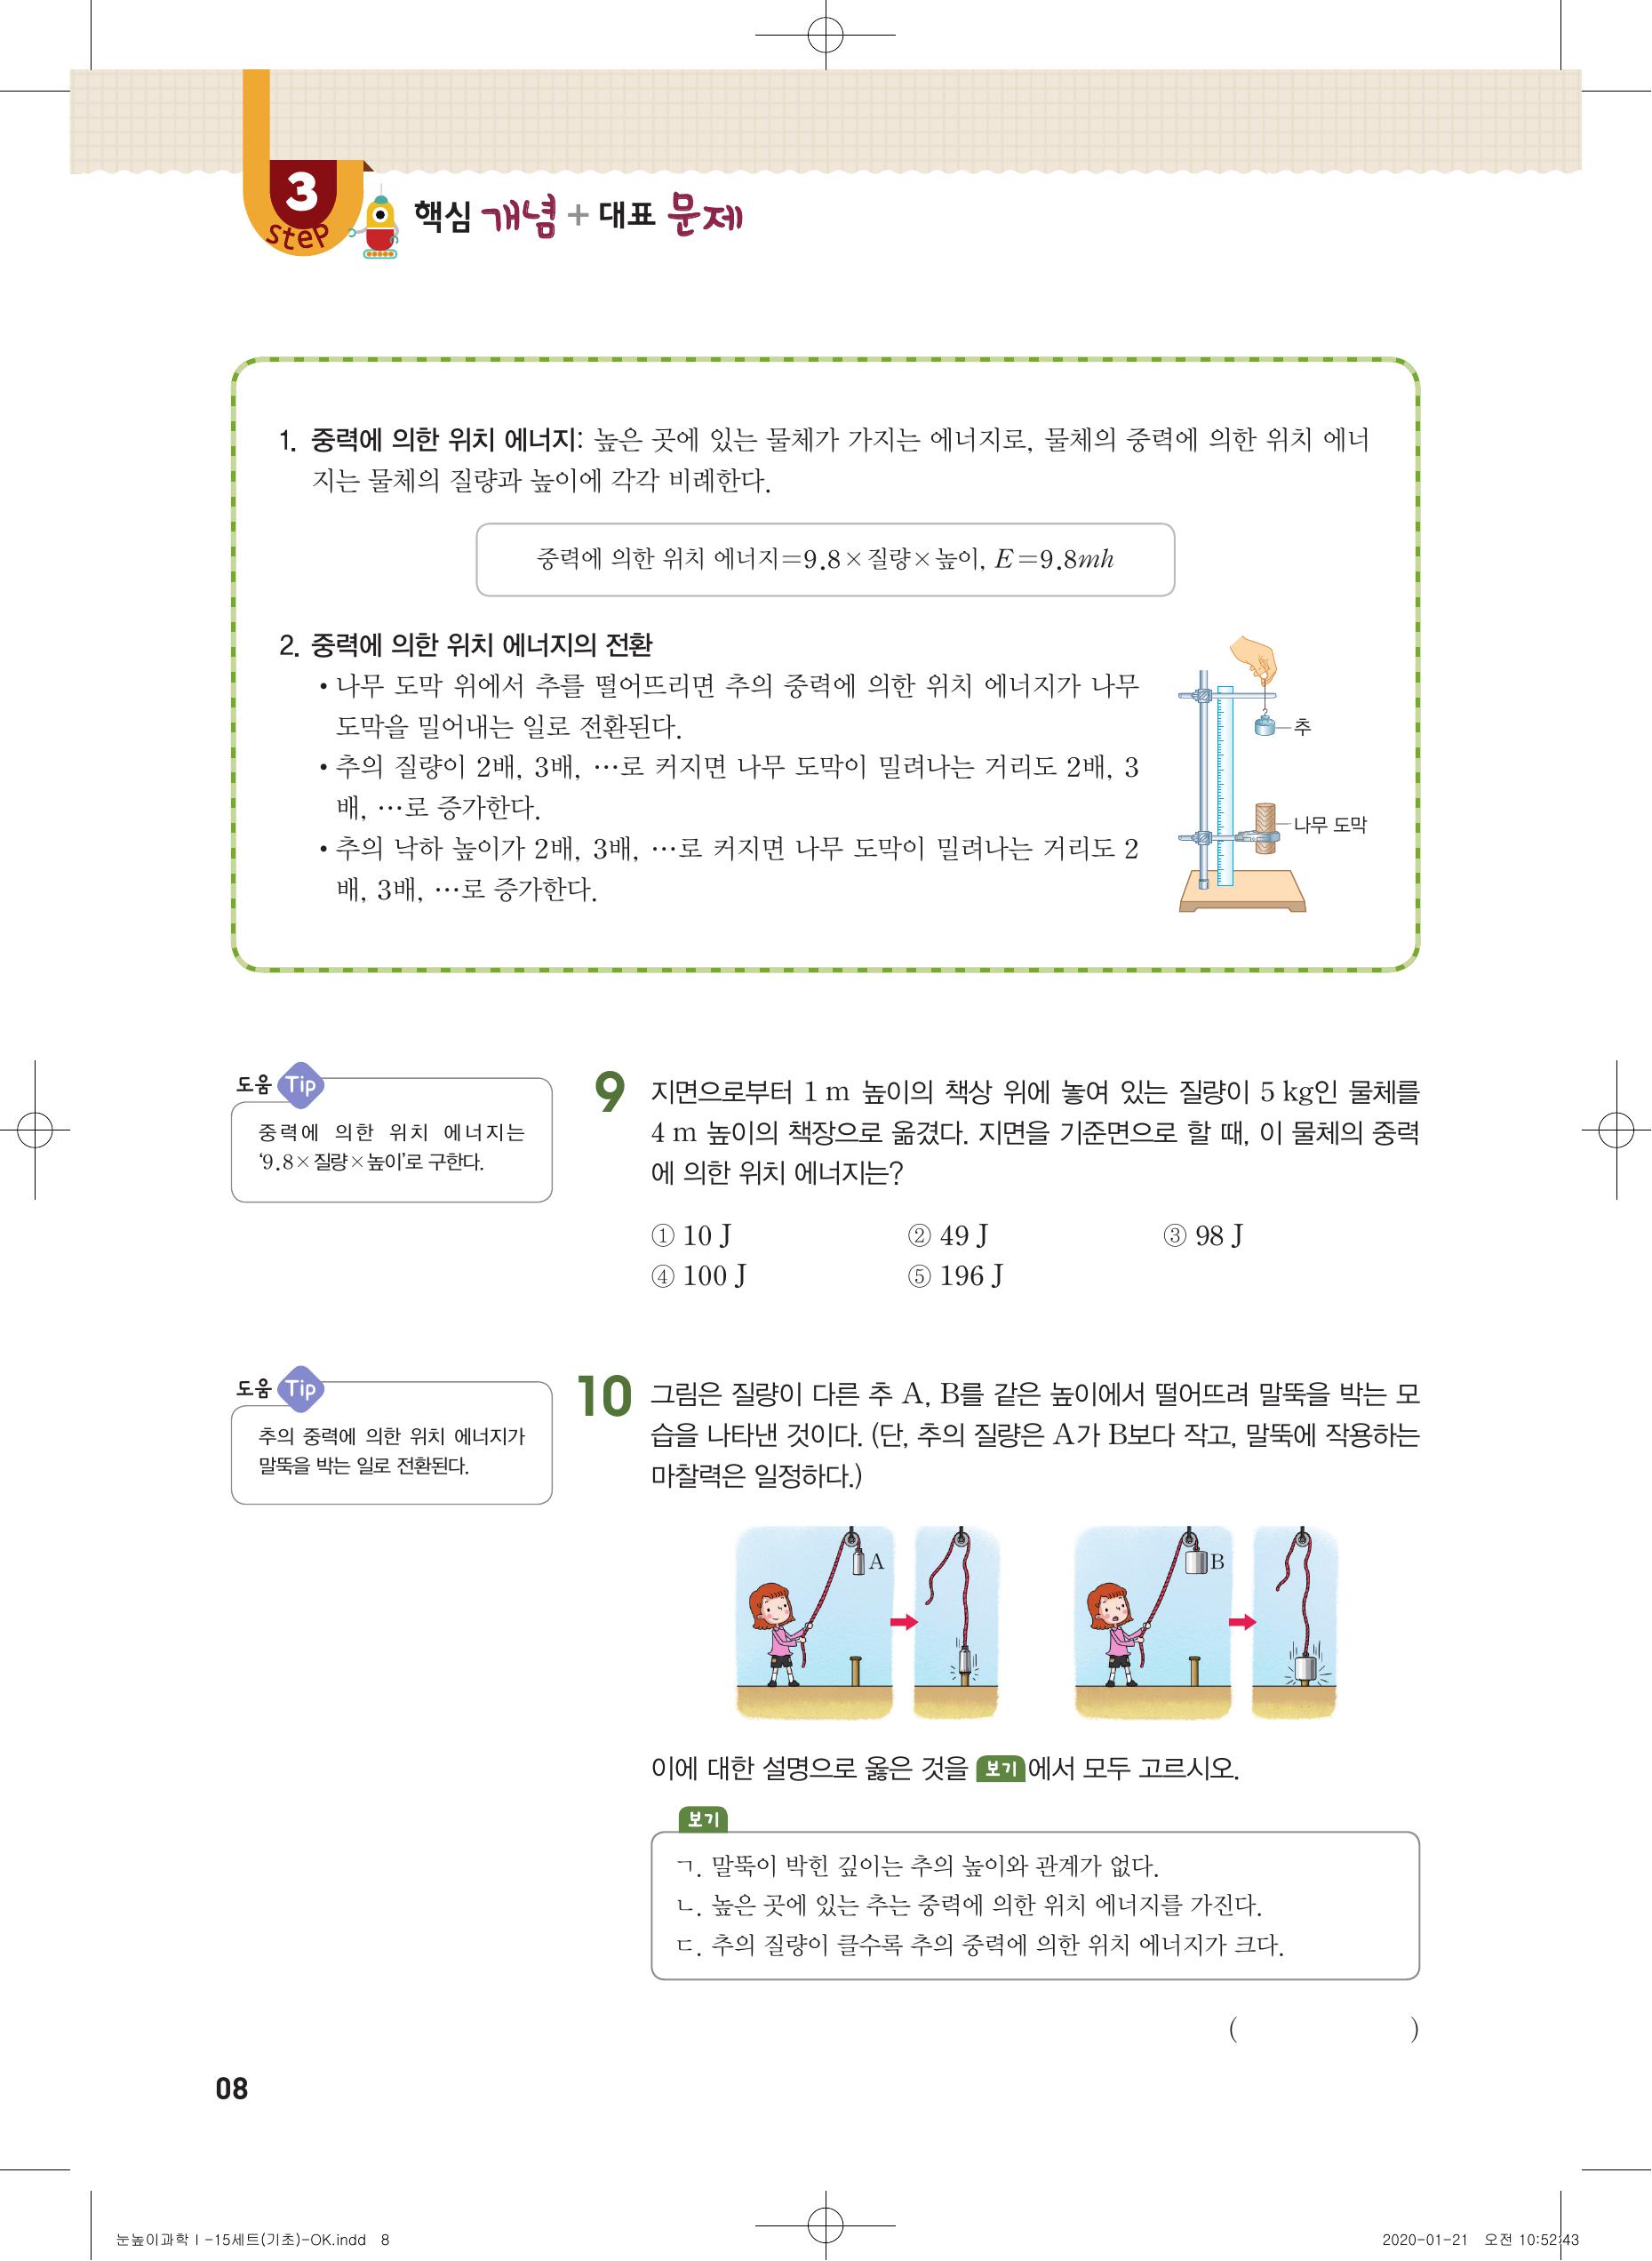 3
steP
핵심 개념 + 대표 문제
1. 중력에 의한 위치 에너지: 높은 곳에 있는 물체가 가지는 에너지로, 물체의 중력에 의한 위치 에너
지는 물체의 질량과 높이에 각각 비례한다.
중력에 의한 위치 에너지=9.8×질량×높이, E=9.8mh
2. 중력에 의한 위치 에너지의 전환
• 나무 도막 위에서 추를 떨어뜨리면 추의 중력에 의한 위치 에너지가 나무
도막을 밀어내는 일로 전환된다.
• 추의 질량이 2배, 3배, …로 커지면 나무 도막이 밀려나는 거리도 2배, 3
배, …로 증가한다.
• 추의 낙하 높이가 2배, 3배, …로 커지면 나무 도막이 밀려나는 거리도 2
배, 3배, …로 증가한다.
추
나무 도막
도움 Tip
중력에 의한 위치 에너지는
‘9.8×질량×높이’로 구한다.
9 지면으로부터 1 m 높이의 책상 위에 놓여 있는 질량이 5 kg인 물체를
4 m 높이의 책장으로 옮겼다. 지면을 기준면으로 할 때, 이 물체의 중력
에 의한 위치 에너지는?
① 10 J ② 49 J ③ 98 J
④ 100 J ⑤ 196 J
도움 Tip
추의 중력에 의한 위치 에너지가
말뚝을 박는 일로 전환된다.
10 그림은 질량이 다른 추 A, B를 같은 높이에서 떨어뜨려 말뚝을 박는 모
습을 나타낸 것이다. (단, 추의 질량은 A가 B보다 작고, 말뚝에 작용하는
마찰력은 일정하다.)
A
B
이에 대한 설명으로 옳은 것을 보기에서 모두 고르시오.
보기
ㄱ. 말뚝이 박힌 깊이는 추의 높이와 관계가 없다.
ㄴ. 높은 곳에 있는 추는 중력에 의한 위치 에너지를 가진다.
ㄷ. 추의 질량이 클수록 추의 중력에 의한 위치 에너지가 크다.
( )
08
눈높이과학Ⅰ-15세트(기초)-OK.indd 8
2020-01-21 오전 10:52:43